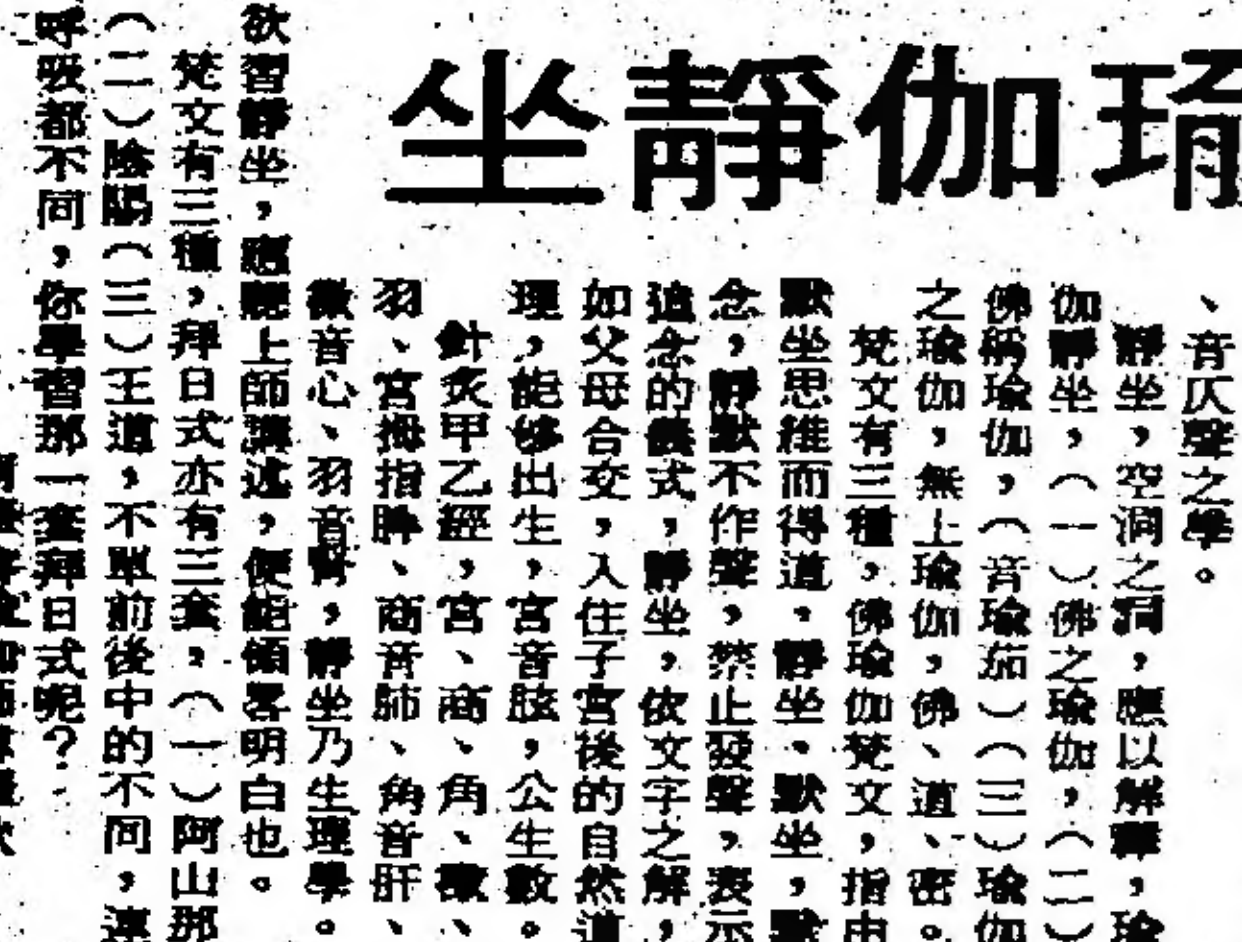 瑜伽靜坐
、音仄聲之學。
靜坐，空洞之洞，應以解釋，瑜
伽靜坐，（一）佛之瑜伽，（二）
佛稱瑜伽，（音瑜茄）（三）瑜伽
之瑜伽，無上瑜伽，佛、道、密。
梵文有三種，佛瑜伽梵文，指由
默坐思維而得道。靜坐。默坐，默
念，靜默不作聲，禁止發聲，表示
追念的儀式，靜坐，依文字之解，
如父母合交，入住子宮後的自然道
理，能够出生，宮音胲，公生數。
針灸甲乙經，宮、商、角、徵、
羽、宮拇指脾、商音肺、角音肝、
徵音心、羽音腎，靜坐乃生理學。
欲習靜坐，應聽上師講述，便能領畧明白也。
梵文有三種，拜日式亦有三套，（一）阿山那
（二）陰陽（三）王道，不單前後中的不同，連
呼吸都不同，你學習那一套拜日式呢？